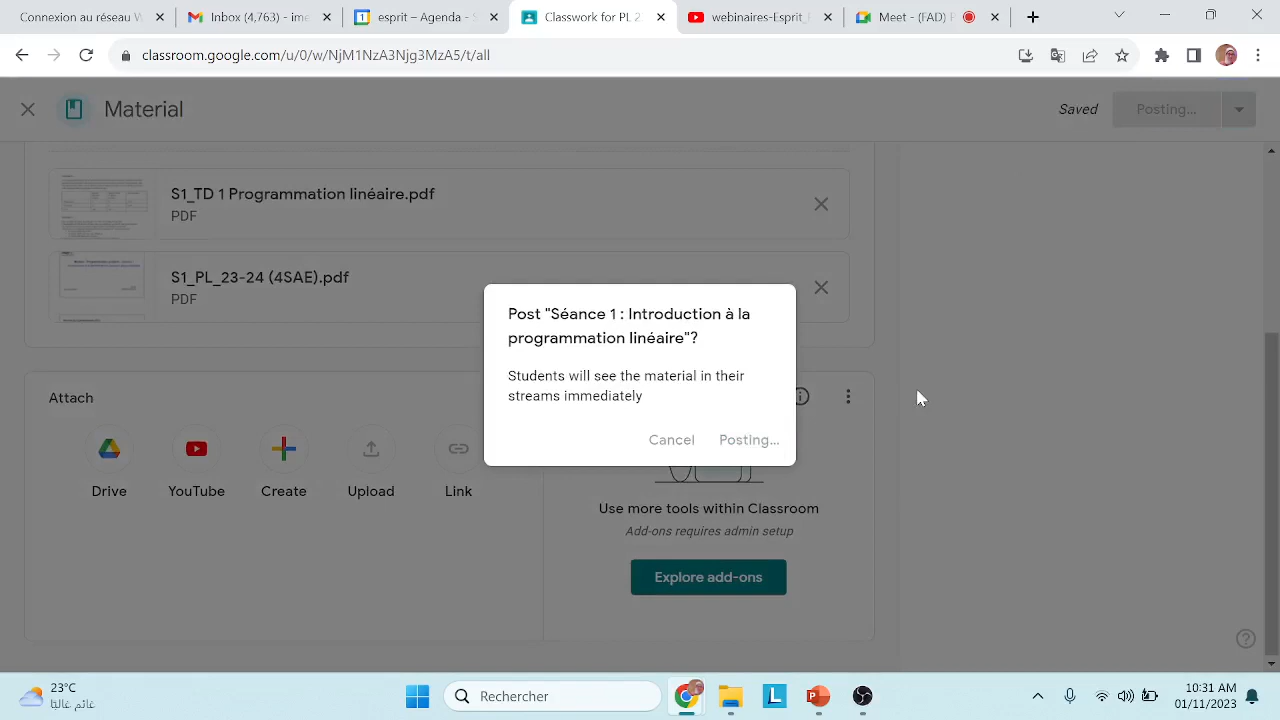 Connexion au réseau W
Inbox (4,763) - ime
esprit – Agenda - S
Classwork for PL 2
webinaires-Esprit_F
Meet - (FAD)
classroom.google.com/u/0/w/NjM1NzA3Njg3MzA5/t/all
Material
Saved
Posting...
S1_TD 1 Programmation linéaire.pdf
PDF
S1_PL_23-24 (4SAE).pdf
PDF
Post "Séance 1 : Introduction à la
programmation linéaire"?
Students will see the material in their
streams immediately
Cancel
Posting...
Attach
Drive
YouTube
Create
Upload
Link
Use more tools within Classroom
Add-ons requires admin setup
Explore add-ons
23°C
غائم غالبا
Rechercher
10:31 AM
01/11/2023